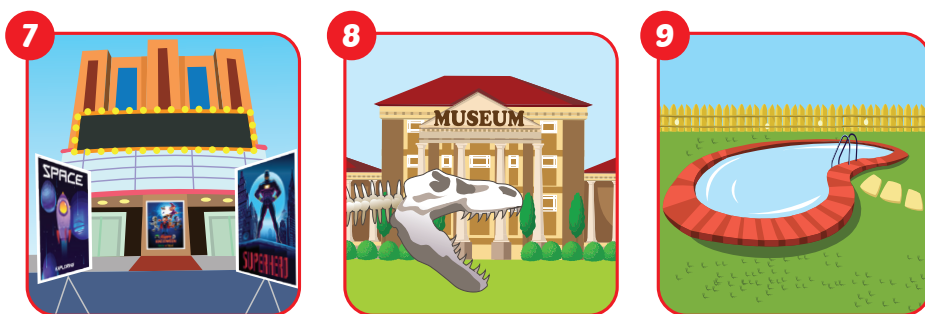 7
8
9
MUSEUM
SPACE
SUPERHERO